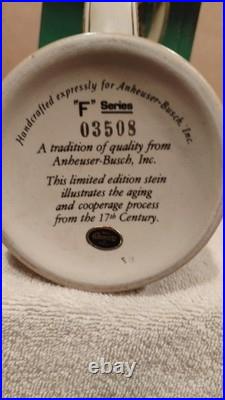 Handcrafted expressly for Anheuser-Busch, Inc.
"F" Series
03508
A tradition of quality from
Anheuser-Busch, Inc.
This limited edition stein
illustrates the aging
and cooperage process
from the 17th Century.